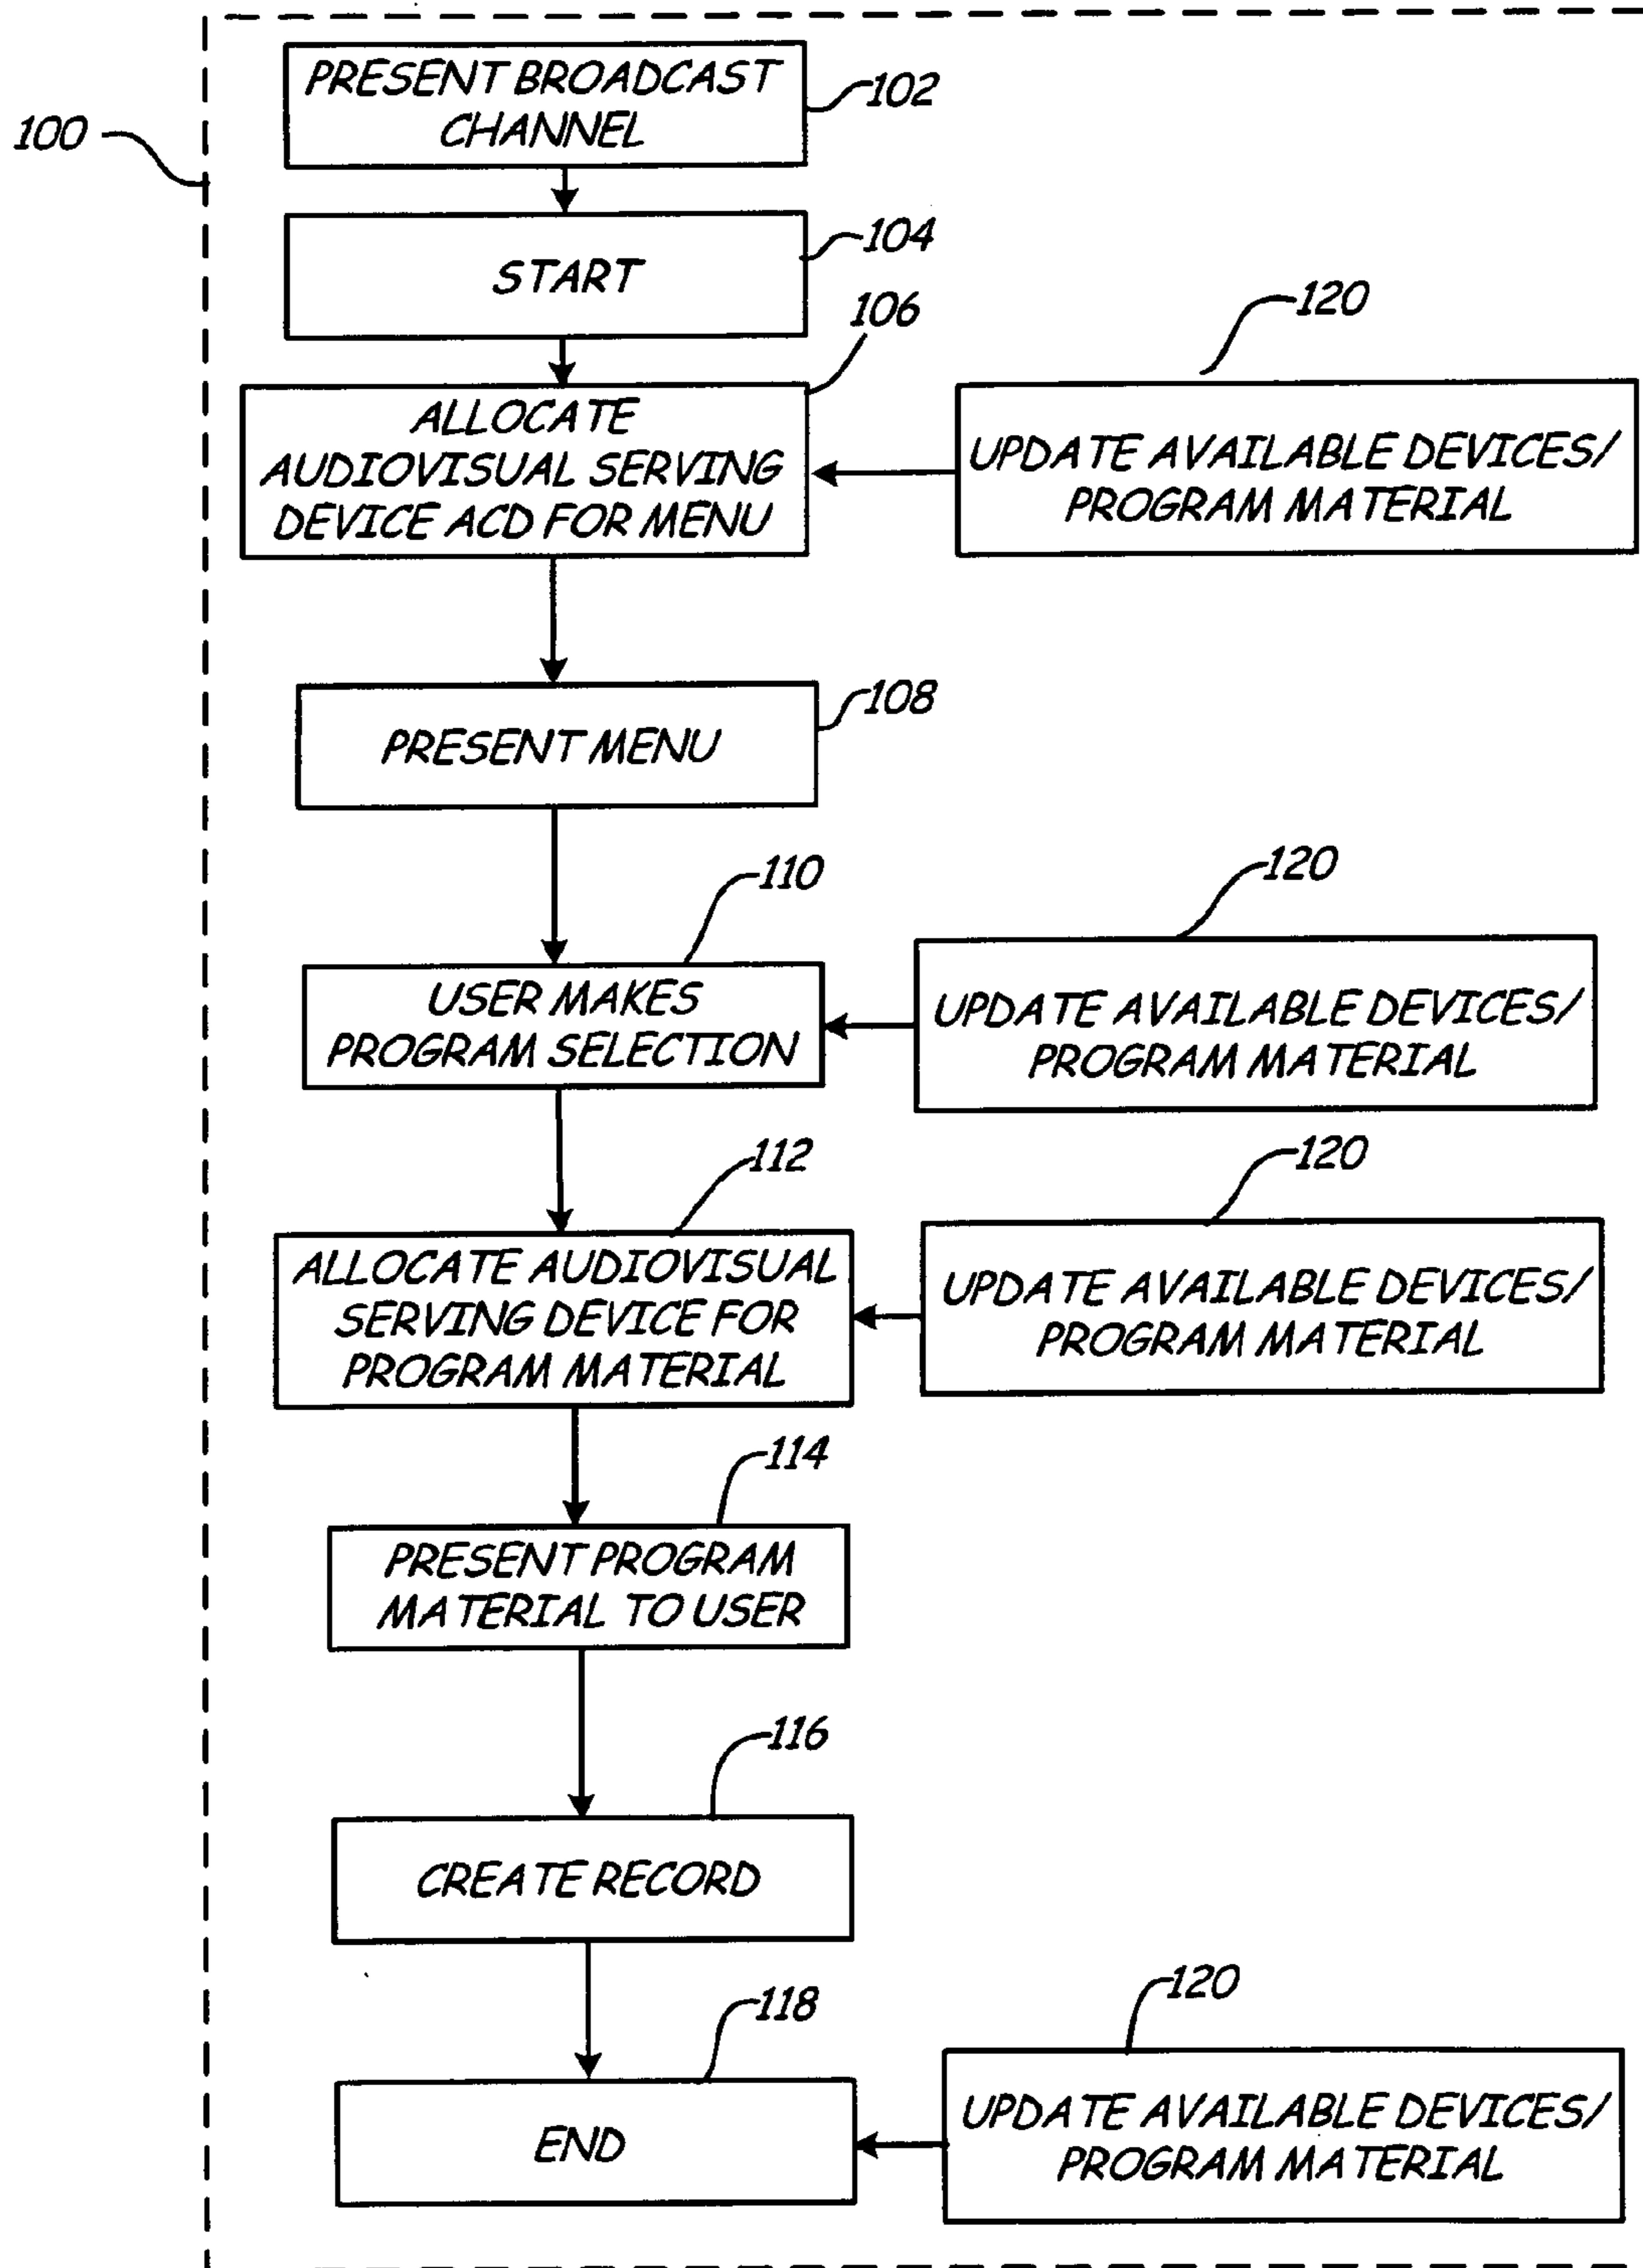 100
PRESENT BROADCAST
CHANNEL
102
START
104
106
ALLOCATE
AUDIOVISUAL SERVING
DEVICE ACD FOR MENU
120
UPDATE AVAILABLE DEVICES/
PROGRAM MATERIAL
PRESENT MENU
108
110
USER MAKES
PROGRAM SELECTION
120
UPDATE AVAILABLE DEVICES/
PROGRAM MATERIAL
112
ALLOCATE AUDIOVISUAL
SERVING DEVICE FOR
PROGRAM MATERIAL
120
UPDATE AVAILABLE DEVICES/
PROGRAM MATERIAL
114
PRESENT PROGRAM
MATERIAL TO USER
116
CREATE RECORD
118
END
120
UPDATE AVAILABLE DEVICES/
PROGRAM MATERIAL